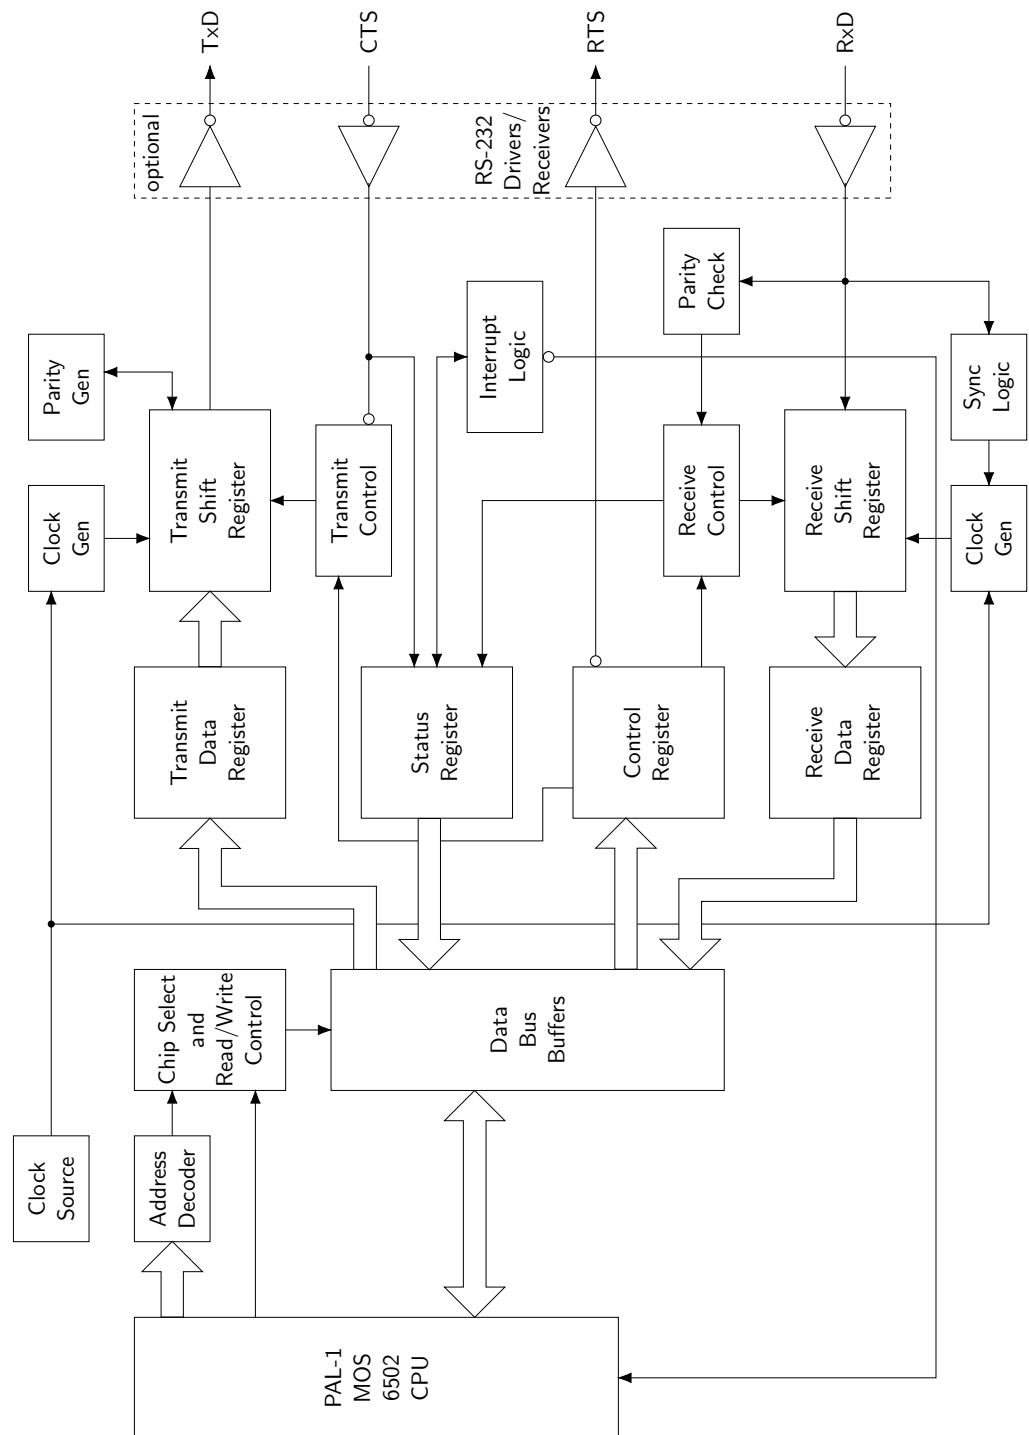 TxD
CTS
RTS
RxD
optional
RS-232
Drivers/
Receivers
Parity
Gen
Clock
Gen
Transmit
Shift
Register
Transmit
Control
Interrupt
Logic
Parity
Check
Receive
Control
Receive
Shift
Register
Sync
Logic
Clock
Gen
Transmit
Data
Register
Status
Register
Control
Register
Receive
Data
Register
Clock
Source
Address
Decoder
Chip Select
and
Read/Write
Control
Data
Bus
Buffers
PAL-1
MOS
6502
CPU